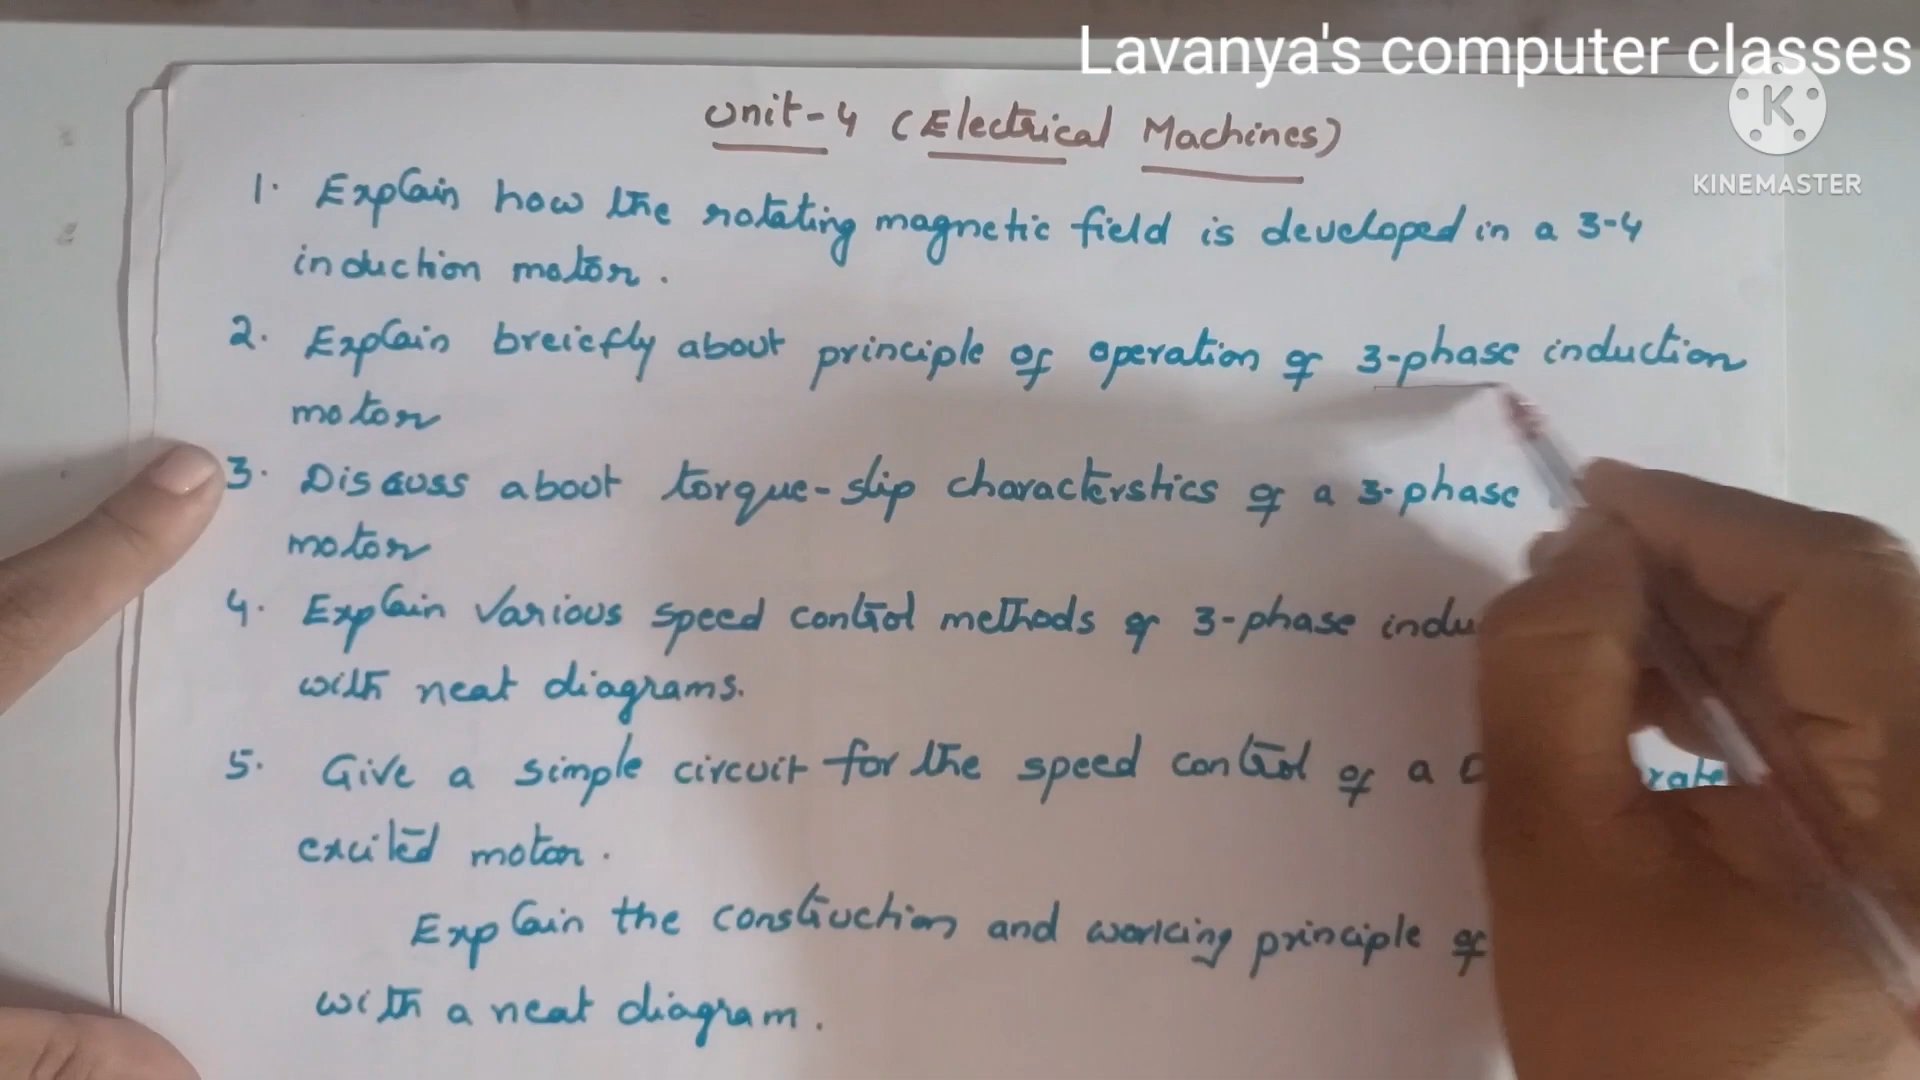 Lavanya's computer classes
KINEMASTER
Unit-4 (Electrical Machines)
1. Explain how the rotating magnetic field is developed in a 3-4
induction motor.
2. Explain breiefly about principle of operation of 3-phase induction
motor
3. Discuss about torque-slip characterstics of a 3-phase
motor
4. Explain various speed control methods of 3-phase indu
with neat diagrams.
5. Give a simple circuit for the speed control of a
excited motor.
Explain the construction and working principle of
with a neat diagram.